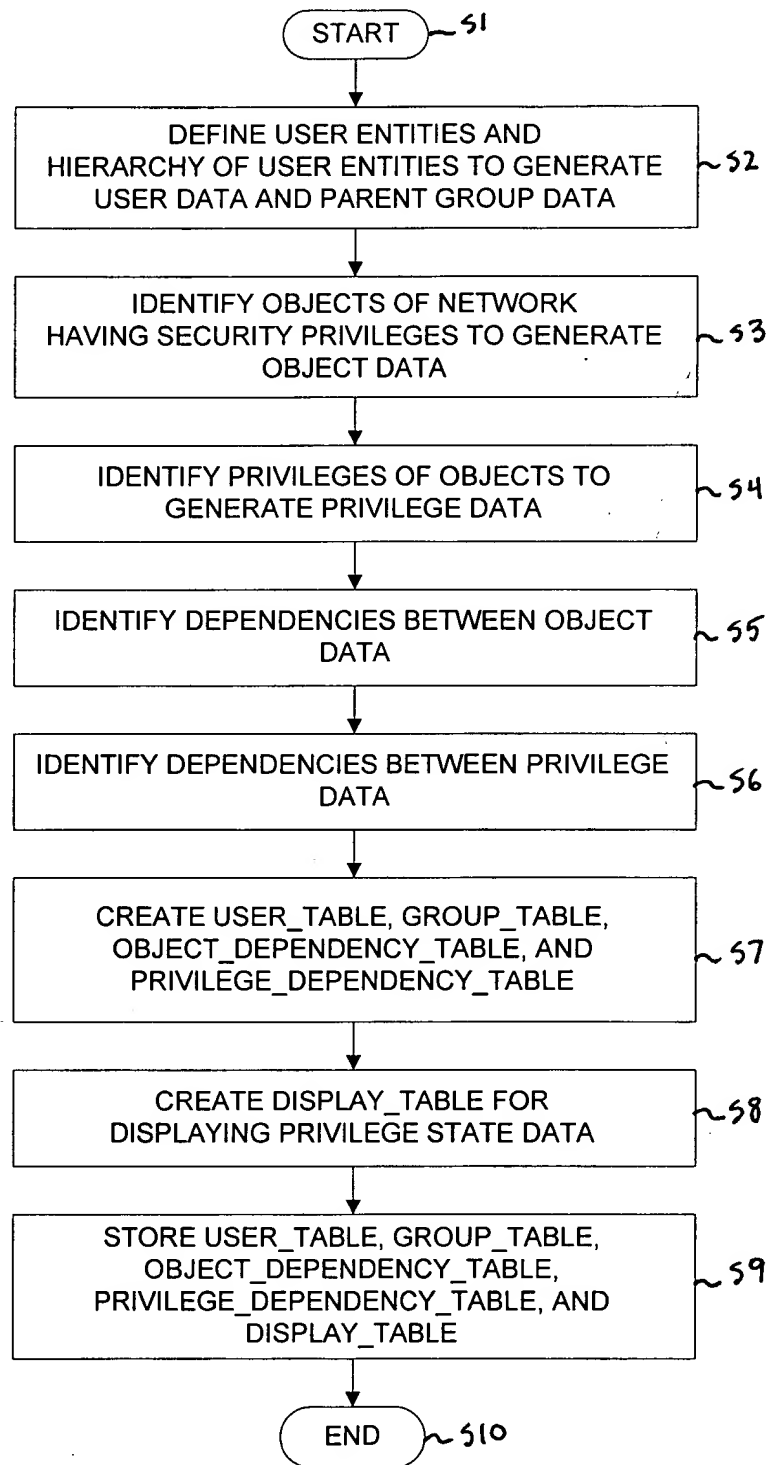 START S1
DEFINE USER ENTITIES AND
HIERARCHY OF USER ENTITIES TO GENERATE
USER DATA AND PARENT GROUP DATA
S2
IDENTIFY OBJECTS OF NETWORK
HAVING SECURITY PRIVILEGES TO GENERATE
OBJECT DATA
S3
IDENTIFY PRIVILEGES OF OBJECTS TO
GENERATE PRIVILEGE DATA
S4
IDENTIFY DEPENDENCIES BETWEEN OBJECT
DATA
S5
IDENTIFY DEPENDENCIES BETWEEN PRIVILEGE
DATA
S6
CREATE USER_TABLE, GROUP_TABLE,
OBJECT_DEPENDENCY_TABLE, AND
PRIVILEGE_DEPENDENCY_TABLE
S7
CREATE DISPLAY_TABLE FOR
DISPLAYING PRIVILEGE STATE DATA
S8
STORE USER_TABLE, GROUP_TABLE,
OBJECT_DEPENDENCY_TABLE,
PRIVILEGE_DEPENDENCY_TABLE, AND
DISPLAY_TABLE
S9
END S10